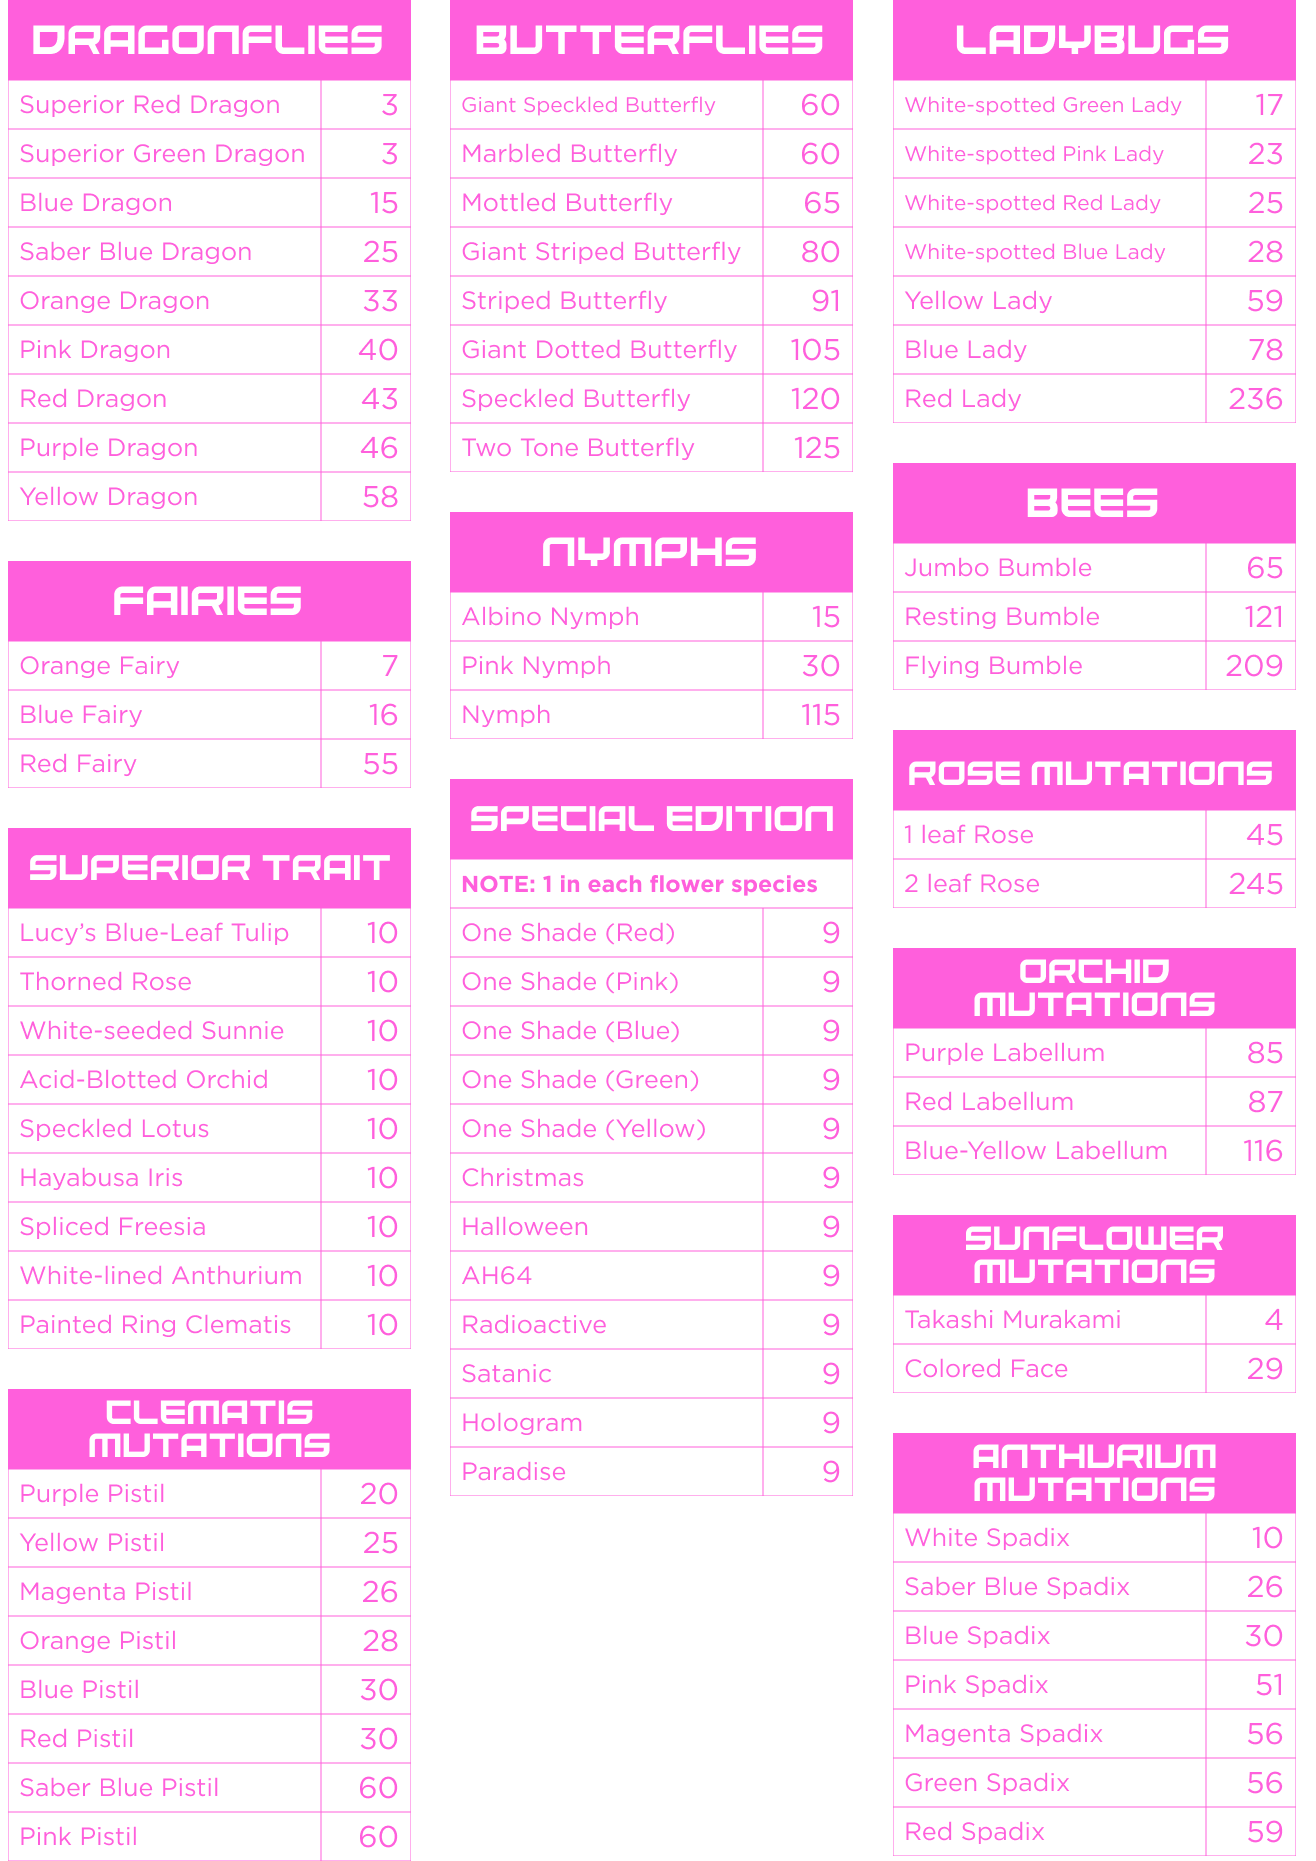 DRAGONFLIES
Superior Red Dragon 3
Superior Green Dragon 3
Blue Dragon 15
Saber Blue Dragon 25
Orange Dragon 33
Pink Dragon 40
Red Dragon 43
Purple Dragon 46
Yellow Dragon 58
FAIRIES
Orange Fairy 7
Blue Fairy 16
Red Fairy 55
SUPERIOR TRAIT
Lucy’s Blue-Leaf Tulip 10
Thorned Rose 10
White-seeded Sunnie 10
Acid-Blotted Orchid 10
Speckled Lotus 10
Hayabusa Iris 10
Spliced Freesia 10
White-lined Anthurium 10
Painted Ring Clematis 10
CLEMATIS
MUTATIONS
Purple Pistil 20
Yellow Pistil 25
Magenta Pistil 26
Orange Pistil 28
Blue Pistil 30
Red Pistil 30
Saber Blue Pistil 60
Pink Pistil 60
BUTTERFLIES
Giant Speckled Butterfly 60
Marbled Butterfly 60
Mottled Butterfly 65
Giant Striped Butterfly 80
Striped Butterfly 91
Giant Dotted Butterfly 105
Speckled Butterfly 120
Two Tone Butterfly 125
NYMPHS
Albino Nymph 15
Pink Nymph 30
Nymph 115
SPECIAL EDITION
NOTE: 1 in each flower species
One Shade (Red) 9
One Shade (Pink) 9
One Shade (Blue) 9
One Shade (Green) 9
One Shade (Yellow) 9
Christmas 9
Halloween 9
AH64 9
Radioactive 9
Satanic 9
Hologram 9
Paradise 9
LADYBUGS
White-spotted Green Lady 17
White-spotted Pink Lady 23
White-spotted Red Lady 25
White-spotted Blue Lady 28
Yellow Lady 59
Blue Lady 78
Red Lady 236
BEES
Jumbo Bumble 65
Resting Bumble 121
Flying Bumble 209
ROSE MUTATIONS
1 leaf Rose 45
2 leaf Rose 245
ORCHID
MUTATIONS
Purple Labellum 85
Red Labellum 87
Blue-Yellow Labellum 116
SUNFLOWER
MUTATIONS
Takashi Murakami 4
Colored Face 29
ANTHURIUM
MUTATIONS
White Spadix 10
Saber Blue Spadix 26
Blue Spadix 30
Pink Spadix 51
Magenta Spadix 56
Green Spadix 56
Red Spadix 59